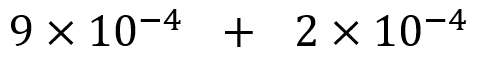 9 × 10⁻⁴ + 2 × 10⁻⁴